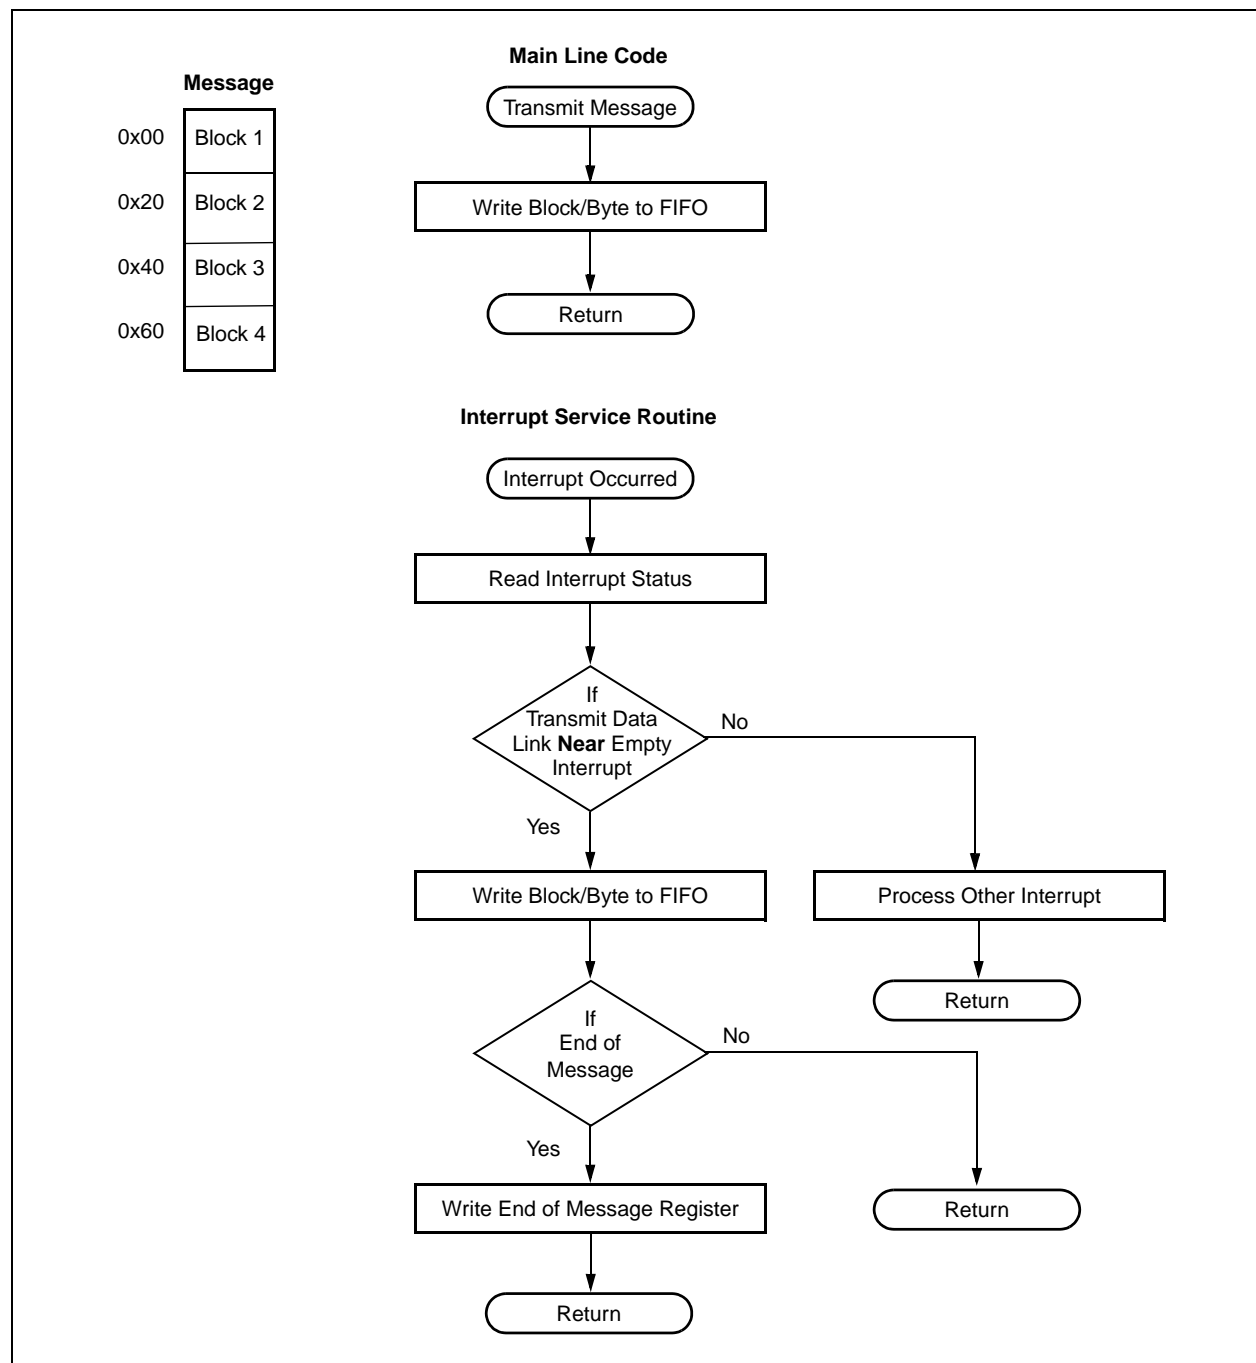 Message
0x00
Block 1
0x20
Block 2
0x40
Block 3
0x60
Block 4
Main Line Code
Transmit Message
Write Block/Byte to FIFO
Return
Interrupt Service Routine
Interrupt Occurred
Read Interrupt Status
If
Transmit Data
Link Near Empty
Interrupt
No
Yes
Write Block/Byte to FIFO
Process Other Interrupt
Return
If
End of
Message
No
Yes
Write End of Message Register
Return
Return